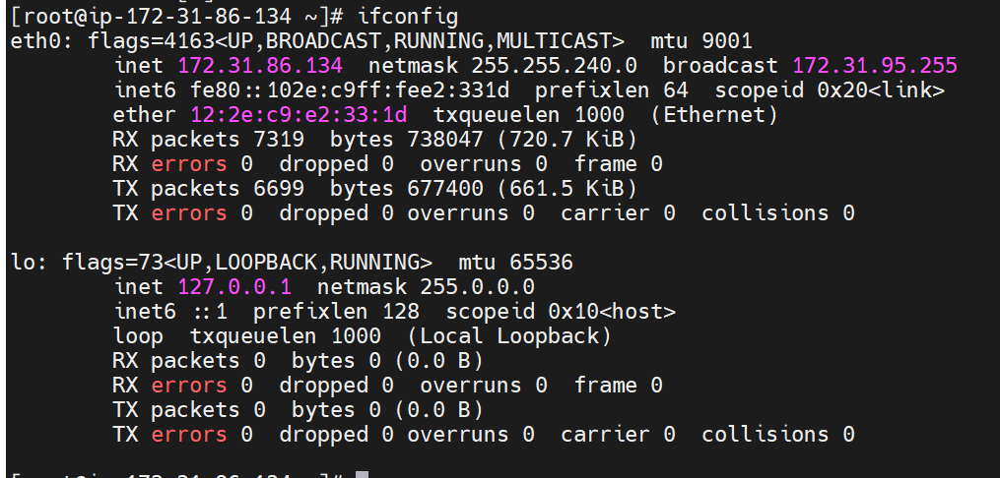 [root@ip-172-31-86-134 ~]# ifconfig
eth0: flags=4163<UP,BROADCAST,RUNNING,MULTICAST>  mtu 9001
        inet 172.31.86.134  netmask 255.255.240.0  broadcast 172.31.95.255
        inet6 fe80::102e:c9ff:fee2:331d  prefixlen 64  scopeid 0x20<link>
        ether 12:2e:c9:e2:33:1d  txqueuelen 1000  (Ethernet)
        RX packets 7319  bytes 738047 (720.7 KiB)
        RX errors 0  dropped 0  overruns 0  frame 0
        TX packets 6699  bytes 677400 (661.5 KiB)
        TX errors 0  dropped 0 overruns 0  carrier 0  collisions 0

lo: flags=73<UP,LOOPBACK,RUNNING>  mtu 65536
        inet 127.0.0.1  netmask 255.0.0.0
        inet6 ::1  prefixlen 128  scopeid 0x10<host>
        loop  txqueuelen 1000  (Local Loopback)
        RX packets 0  bytes 0 (0.0 B)
        RX errors 0  dropped 0  overruns 0  frame 0
        TX packets 0  bytes 0 (0.0 B)
        TX errors 0  dropped 0 overruns 0  carrier 0  collisions 0

[root@ip-172-31-86-134 ~]#